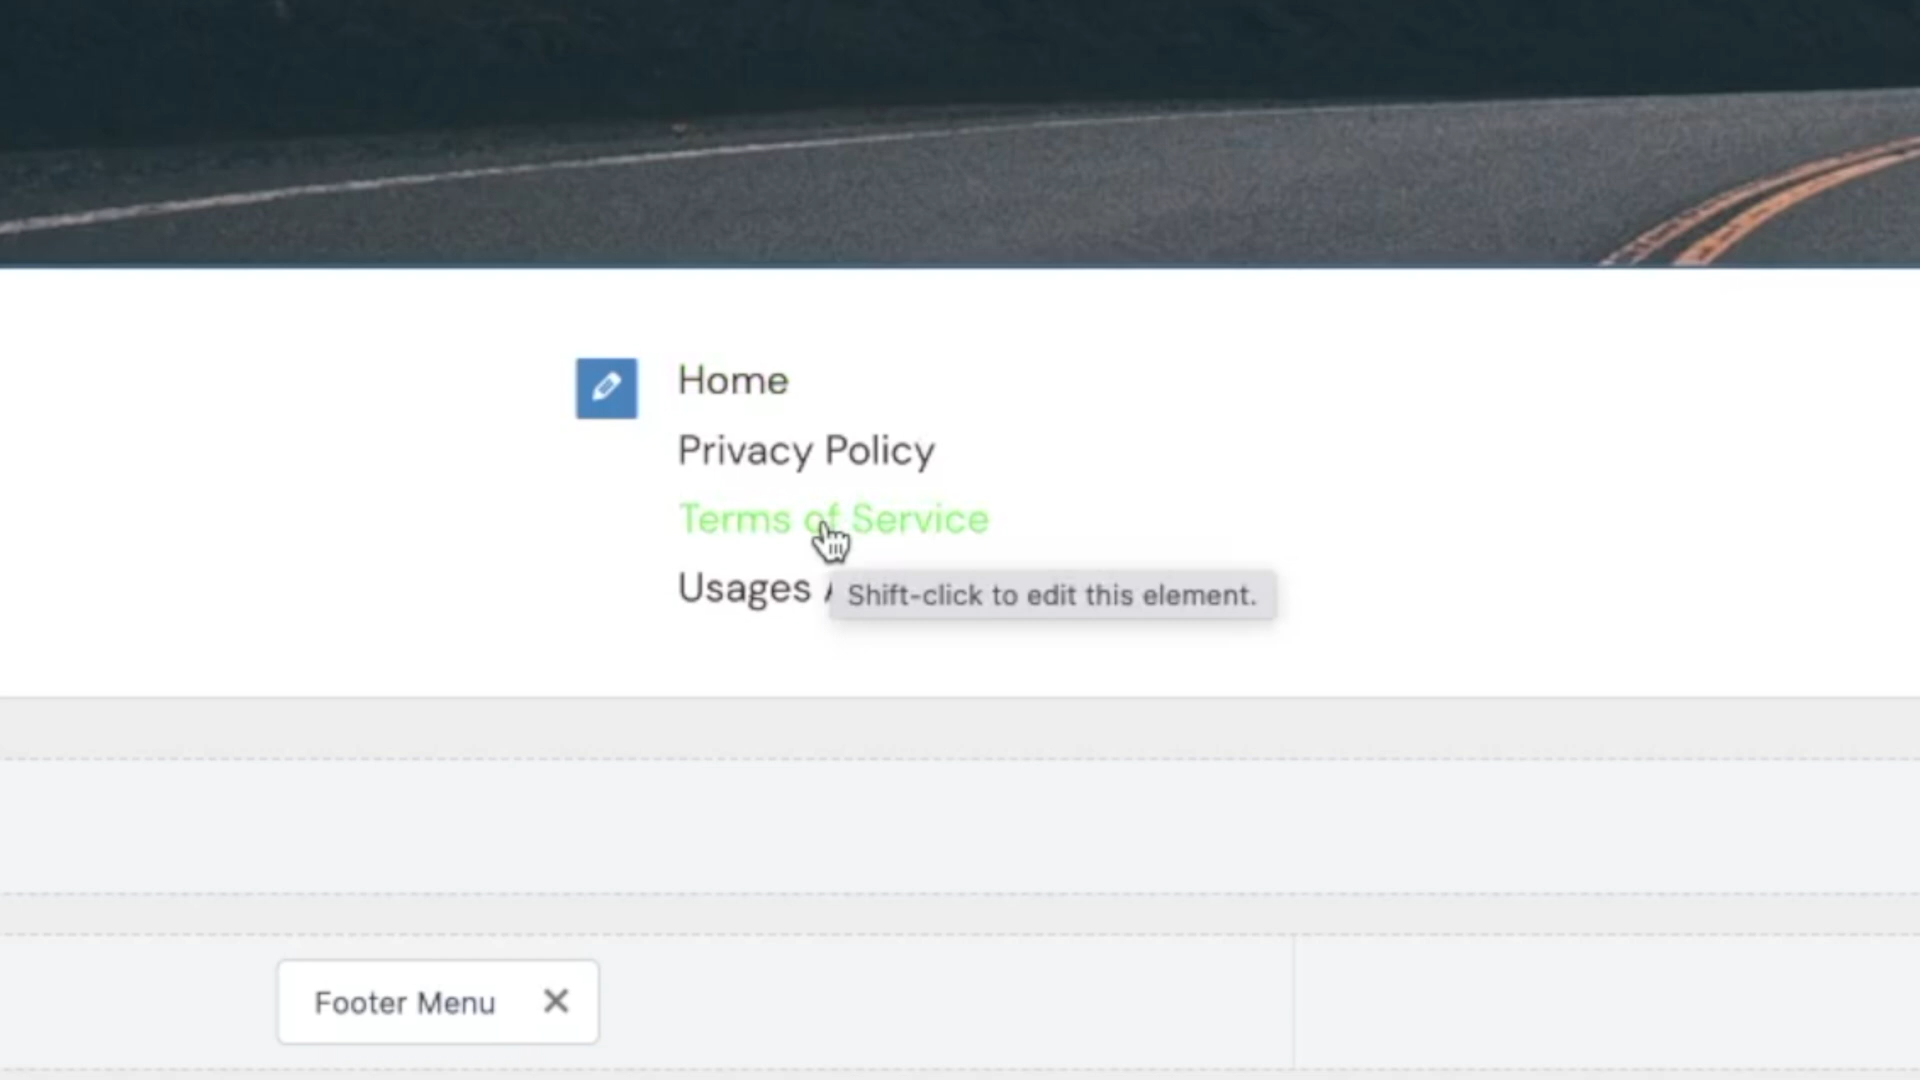 Home
Privacy Policy
Terms of Service
Usages
Shift-click to edit this element.
Footer Menu